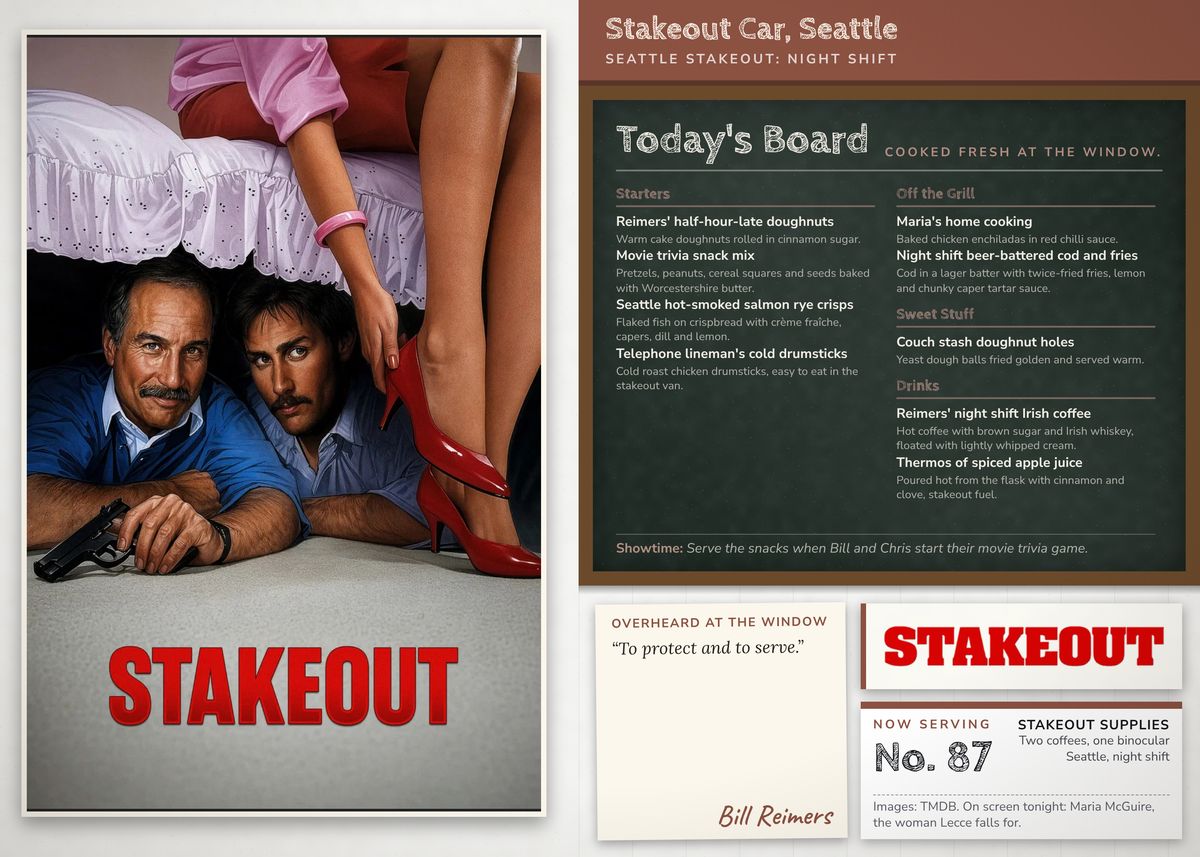 STAKEOUT
Stakeout Car, Seattle
SEATTLE STAKEOUT: NIGHT SHIFT
Today's Board
COOKED FRESH AT THE WINDOW.
Starters
Reimers' half-hour-late doughnuts
Warm cake doughnuts rolled in cinnamon sugar.
Movie trivia snack mix
Pretzels, peanuts, cereal squares and seeds baked
with Worcestershire butter.
Seattle hot-smoked salmon rye crisps
Flaked fish on crispbread with crème fraîche,
capers, dill and lemon.
Telephone lineman's cold drumsticks
Cold roast chicken drumsticks, easy to eat in the
stakeout van.
Off the Grill
Maria's home cooking
Baked chicken enchiladas in red chilli sauce.
Night shift beer-battered cod and fries
Cod in a lager batter with twice-fried fries, lemon
and chunky caper tartar sauce.
Sweet Stuff
Couch stash doughnut holes
Yeast dough balls fried golden and served warm.
Drinks
Reimers' night shift Irish coffee
Hot coffee with brown sugar and Irish whiskey,
floated with lightly whipped cream.
Thermos of spiced apple juice
Poured hot from the flask with cinnamon and
clove, stakeout fuel.
Showtime: Serve the snacks when Bill and Chris start their movie trivia game.
OVERHEARD AT THE WINDOW
“To protect and to serve.”
Bill Reimers
STAKEOUT
NOW SERVING
No. 87
STAKEOUT SUPPLIES
Two coffees, one binocular
Seattle, night shift
Images: TMDB. On screen tonight: Maria McGuire,
the woman Lecce falls for.